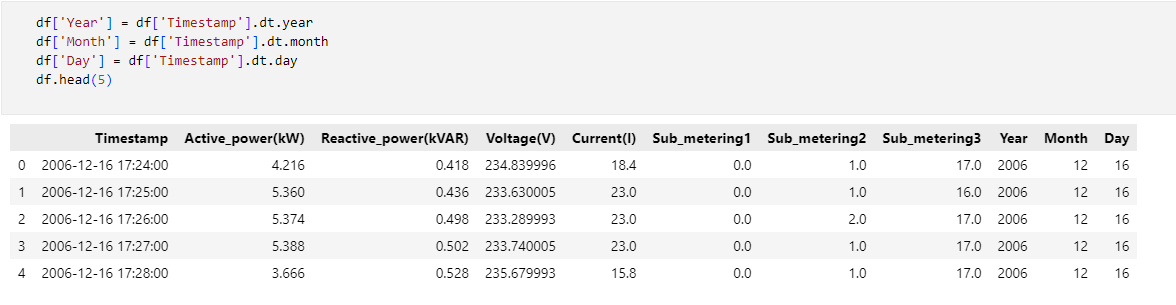 df['Year'] = df['Timestamp'].dt.year
df['Month'] = df['Timestamp'].dt.month
df['Day'] = df['Timestamp'].dt.day
df.head(5)
Timestamp Active_power(kW) Reactive_power(kVAR) Voltage(V) Current(I) Sub_metering1 Sub_metering2 Sub_metering3 Year Month Day
0 2006-12-16 17:24:00 4.216 0.418 234.839996 18.4 0.0 1.0 17.0 2006 12 16
1 2006-12-16 17:25:00 5.360 0.436 233.630005 23.0 0.0 1.0 16.0 2006 12 16
2 2006-12-16 17:26:00 5.374 0.498 233.289993 23.0 0.0 2.0 17.0 2006 12 16
3 2006-12-16 17:27:00 5.388 0.502 233.740005 23.0 0.0 1.0 17.0 2006 12 16
4 2006-12-16 17:28:00 3.666 0.528 235.679993 15.8 0.0 1.0 17.0 2006 12 16